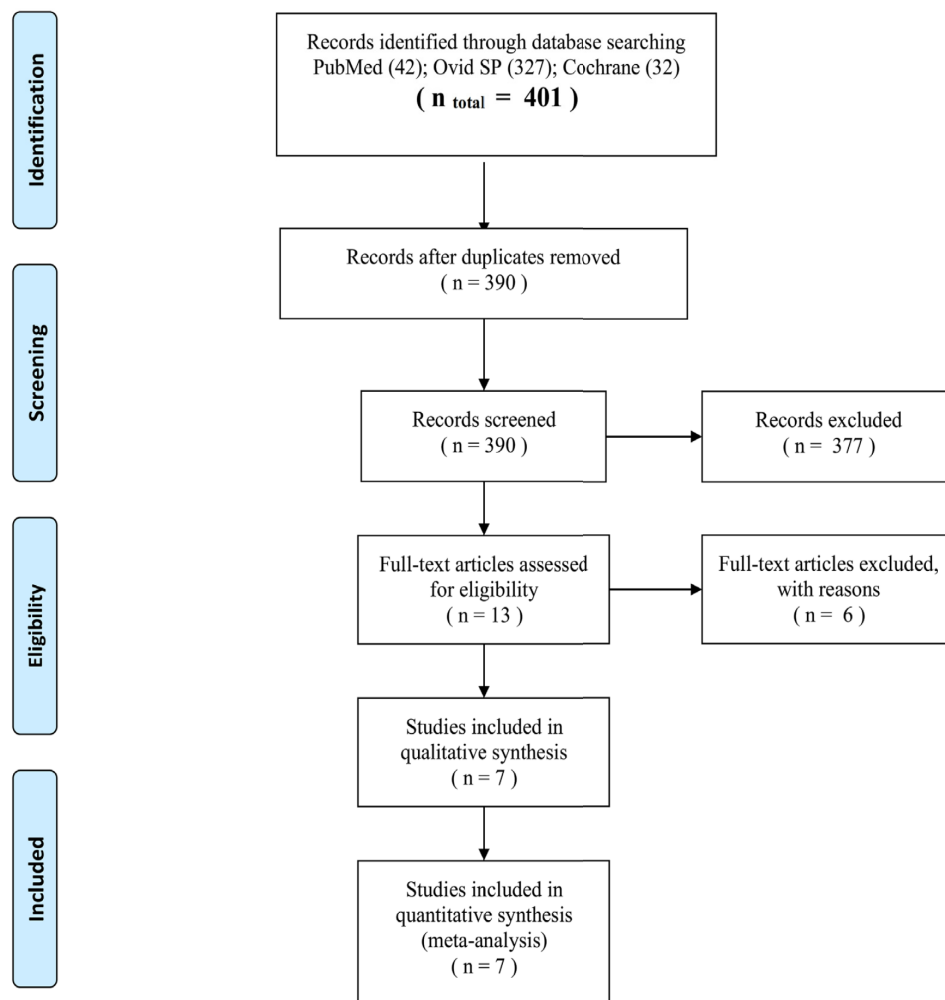 Identification
Records identified through database searching
PubMed (42); Ovid SP (327); Cochrane (32)
( n total = 401 )
Records after duplicates removed
( n = 390 )
Screening
Records screened
( n = 390 )
Records excluded
( n = 377 )
Eligibility
Full-text articles assessed
for eligibility
( n = 13 )
Full-text articles excluded,
with reasons
( n = 6 )
Studies included in
qualitative synthesis
( n = 7 )
Included
Studies included in
quantitative synthesis
(meta-analysis)
( n = 7 )